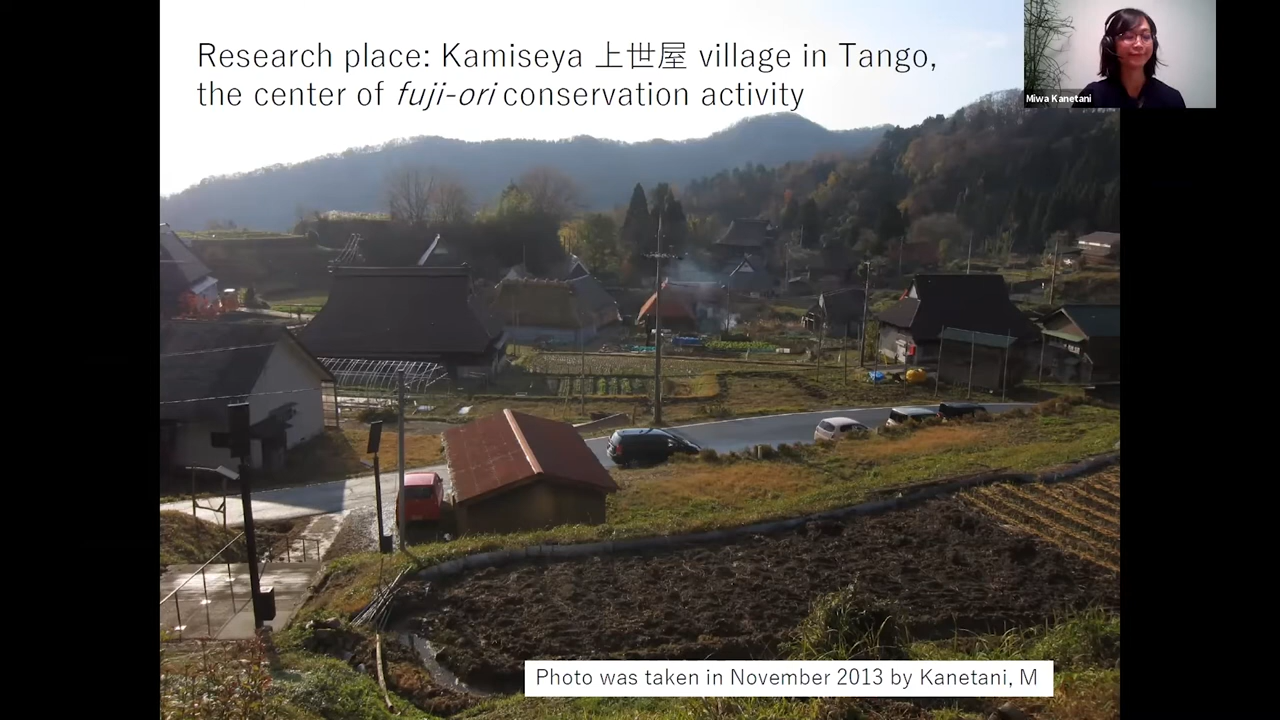 Research place: Kamiseya 上世屋 village in Tango,
the center of fuji-ori conservation activity
Miwa Kanetani
Photo was taken in November 2013 by Kanetani, M